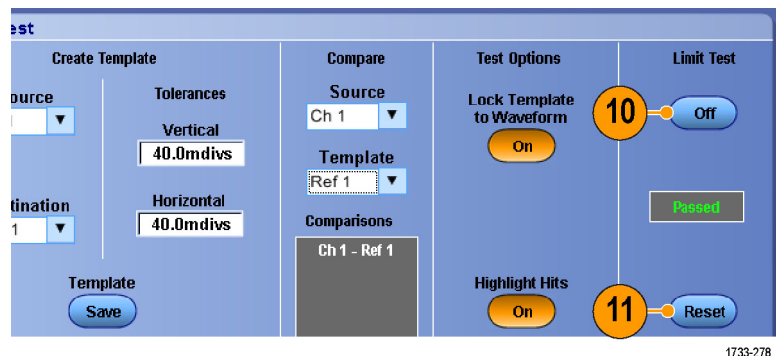 est
Create Template
Compare
Test Options
Limit Test
ource
Tolerances
Source
Lock Template
to Waveform
10
Off
Ch 1
Vertical
On
40.0mdivs
Template
Ref 1
tination
Horizontal
Comparisons
Passed
1
40.0mdivs
Ch 1 - Ref 1
Template
Highlight Hits
Save
On
11
Reset
1733-278